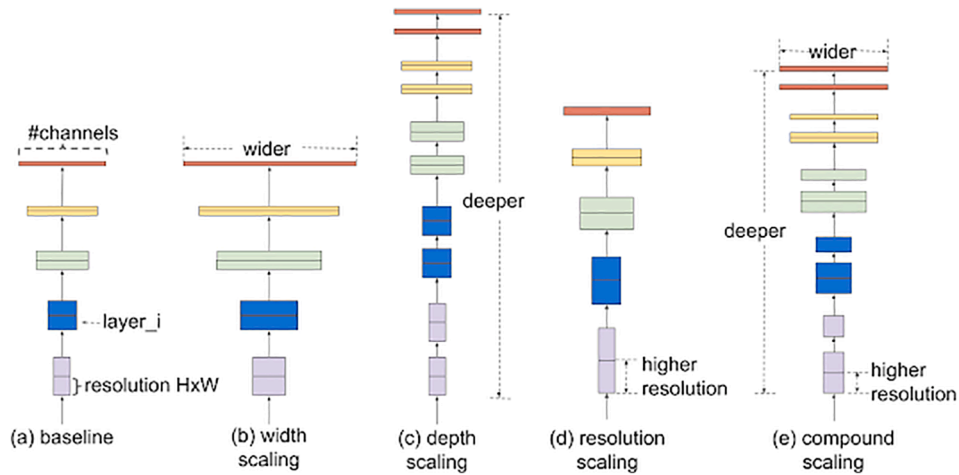 #channels
layer_i
resolution HxW
(a) baseline
wider
(b) width
scaling
deeper
(c) depth
scaling
higher
resolution
(d) resolution
scaling
wider
deeper
higher
resolution
(e) compound
scaling